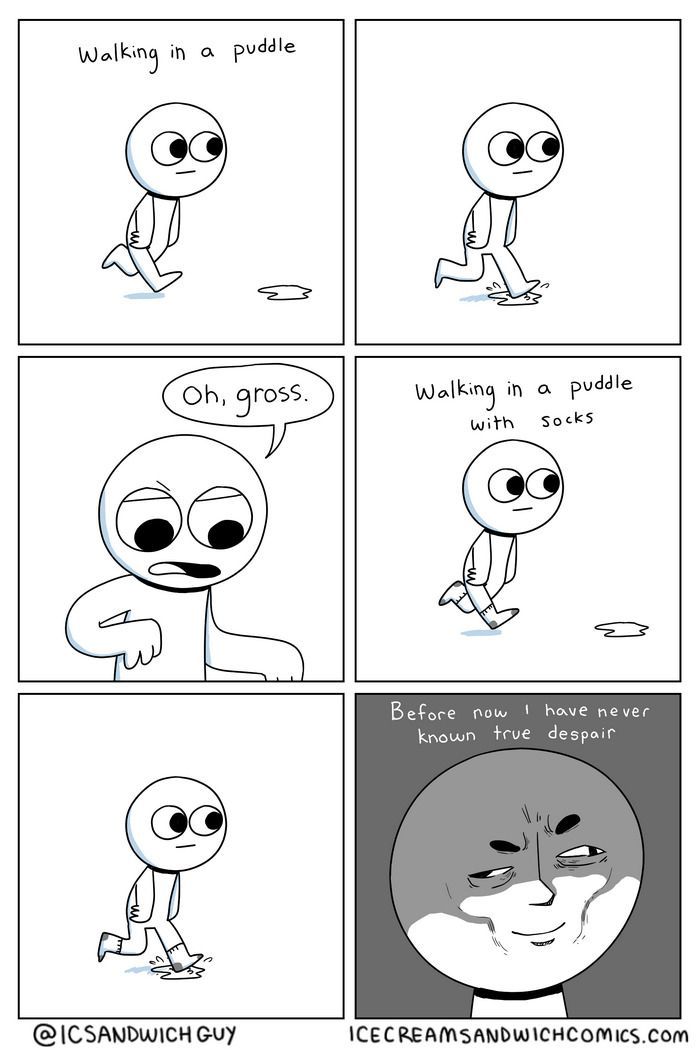 Walking in a puddle
Oh, gross.
Walking in a puddle
with socks
Before now I have never
known true despair
@ICSANDWICHGUY
ICECREAMSANDWICHCOMICS.COM